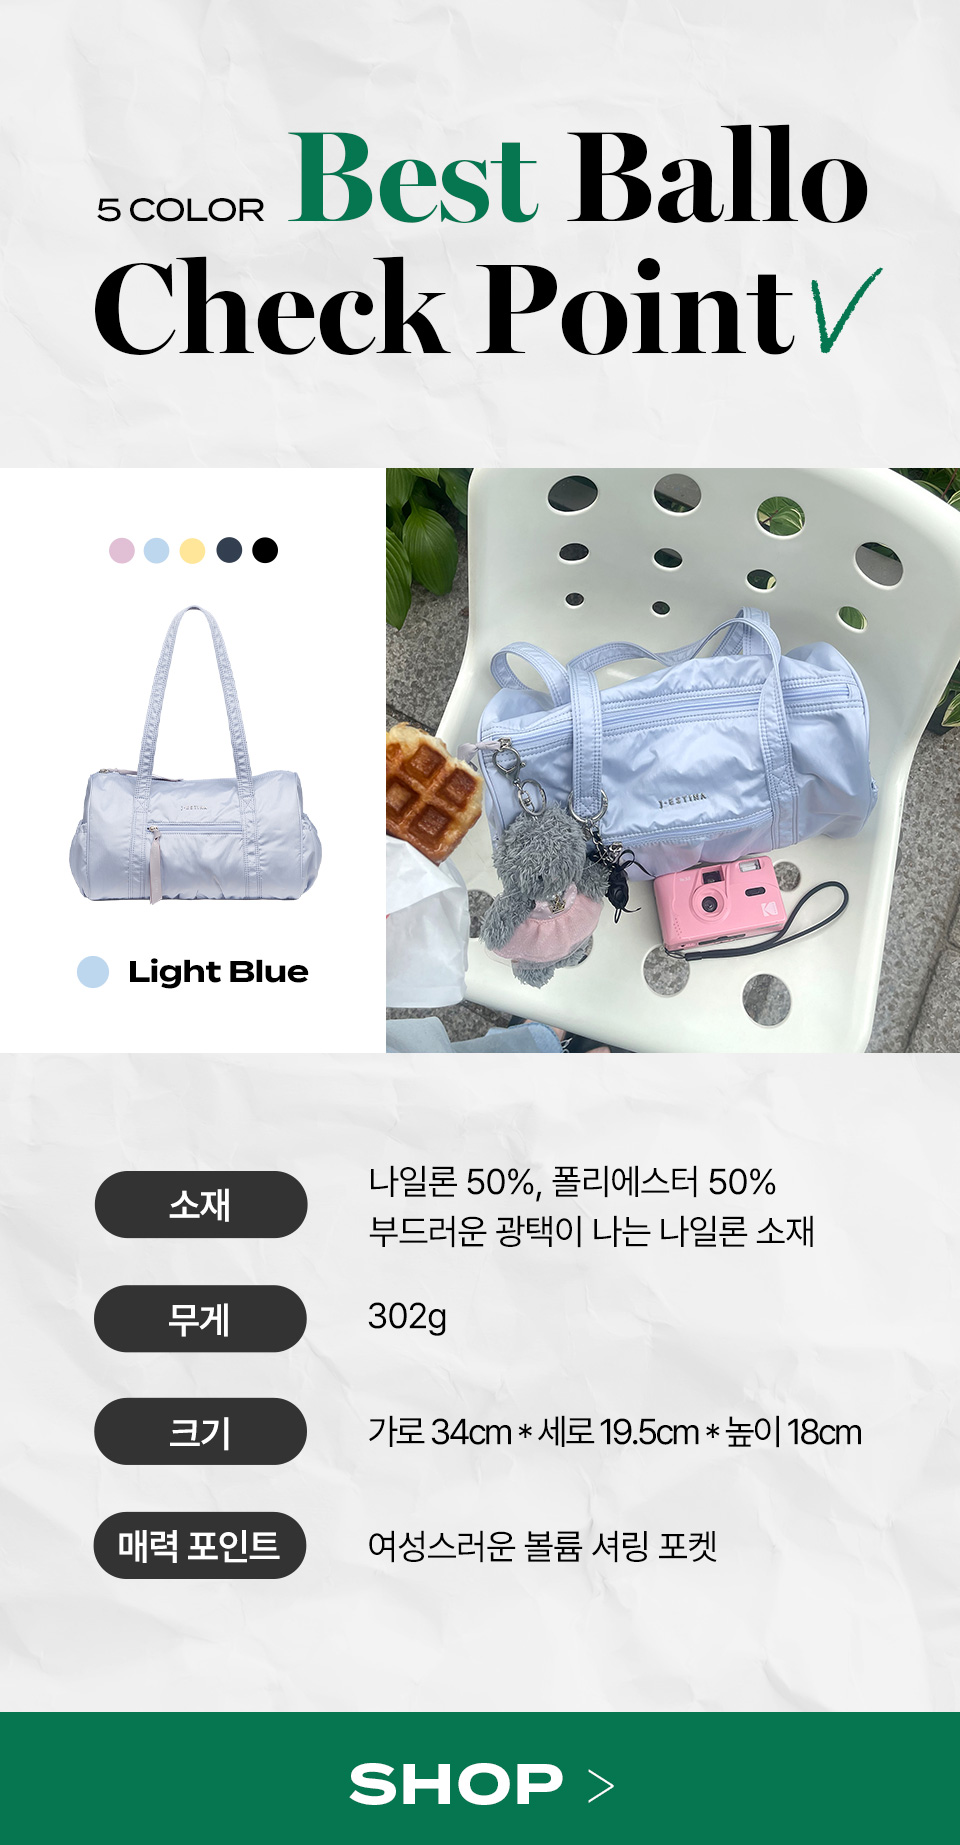 5 COLOR Best Ballo
Check Point
J·ESTINA
Light Blue
J·ESTINA
소재
나일론 50%, 폴리에스터 50%
부드러운 광택이 나는 나일론 소재
무게
302g
크기
가로 34cm * 세로 19.5cm * 높이 18cm
매력 포인트
여성스러운 볼륨 셔링 포켓
SHOP >